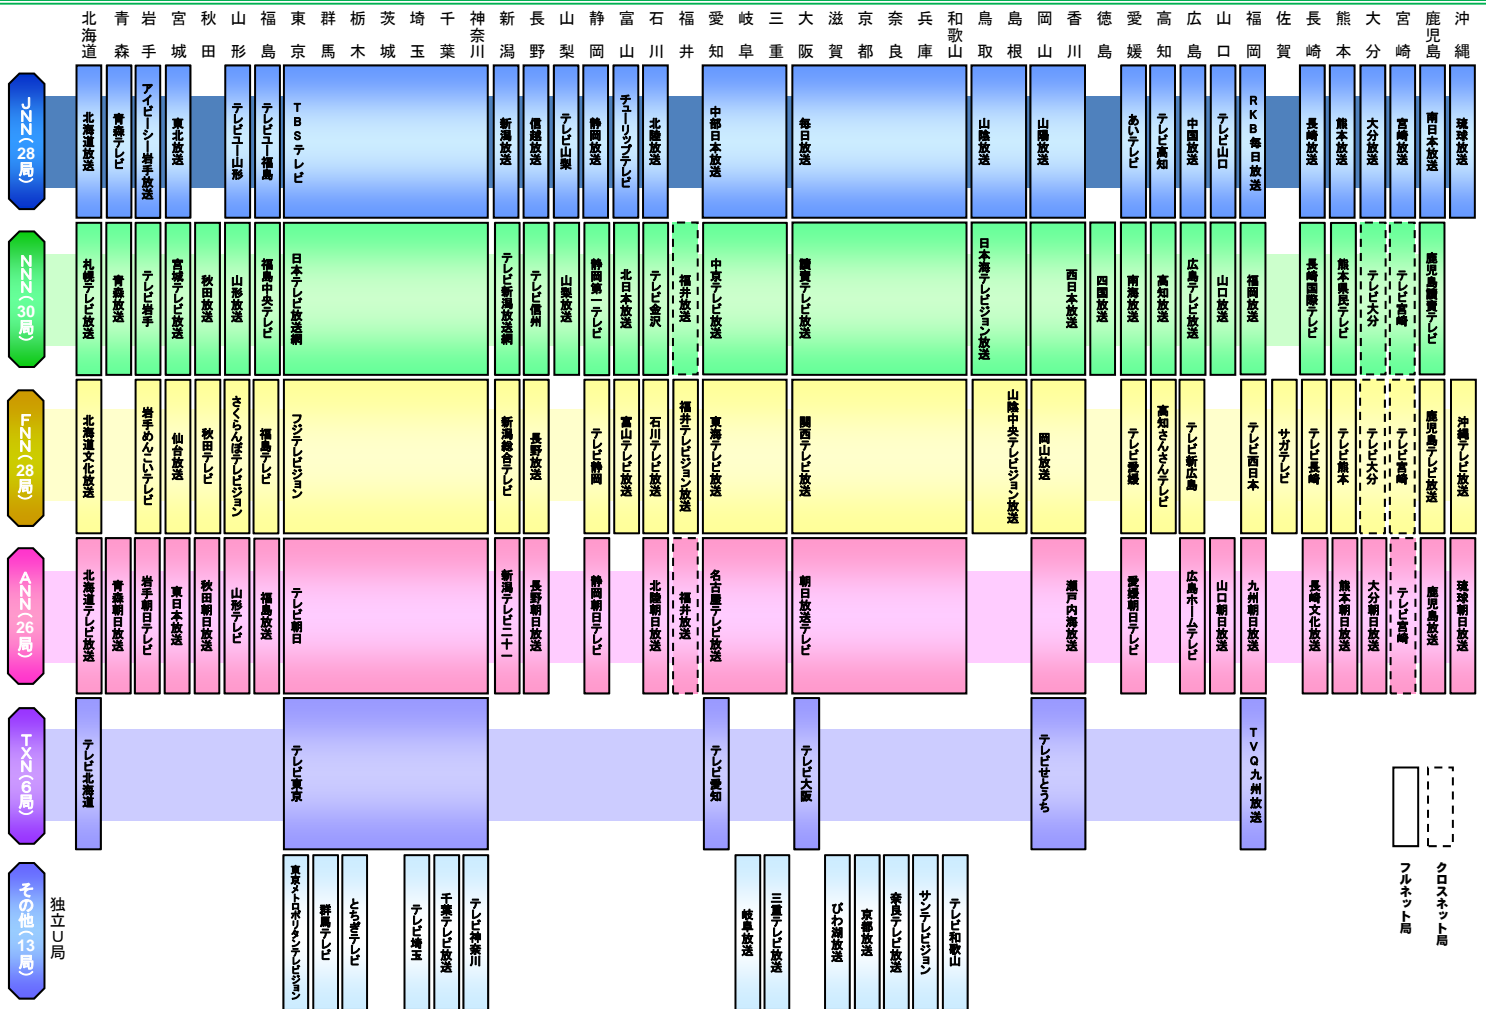 北海道
青森
岩手
宮城
秋田
山形
福島
東京
群馬
栃木
茨城
埼玉
千葉
神奈川
新潟
長野
山梨
静岡
富山
石川
福井
愛知
岐阜
三重
大阪
滋賀
京都
奈良
兵庫
和歌山
鳥取
島根
岡山
香川
徳島
愛媛
高知
広島
山口
福岡
佐賀
長崎
熊本
大分
宮崎
鹿児島
沖縄
JNN(28局)
北海道放送
青森テレビ
アイビーシー岩手放送
東北放送
テレビユー山形
テレビユー福島
TBSテレビ
新潟放送
信越放送
テレビ山梨
静岡放送
チューリップテレビ
北陸放送
中部日本放送
毎日放送
山陰放送
山陽放送
あいテレビ
テレビ高知
中国放送
テレビ山口
RKB毎日放送
長崎放送
熊本放送
大分放送
宮崎放送
南日本放送
琉球放送
NNN(30局)
札幌テレビ放送
青森放送
テレビ岩手
宮城テレビ放送
秋田放送
山形放送
福島中央テレビ
日本テレビ放送網
テレビ新潟放送網
テレビ信州
山梨放送
静岡第一テレビ
北日本放送
テレビ金沢
福井放送
中京テレビ放送
讀賣テレビ放送
日本海テレビジョン放送
西日本放送
四国放送
南海放送
高知放送
広島テレビ放送
山口放送
福岡放送
長崎国際テレビ
熊本県民テレビ
テレビ大分
テレビ宮崎
鹿児島讀賣テレビ
FNN(28局)
北海道文化放送
岩手めんこいテレビ
仙台放送
秋田テレビ
さくらんぼテレビジョン
福島テレビ
フジテレビジョン
新潟総合テレビ
長野放送
テレビ静岡
富山テレビ放送
石川テレビ放送
福井テレビジョン放送
東海テレビ放送
関西テレビ放送
山陰中央テレビジョン放送
岡山放送
テレビ愛媛
高知さんさんテレビ
テレビ新広島
テレビ西日本
サガテレビ
テレビ長崎
テレビ熊本
テレビ大分
テレビ宮崎
鹿児島テレビ放送
沖縄テレビ放送
ANN(26局)
北海道テレビ放送
青森朝日放送
岩手朝日テレビ
東日本放送
秋田朝日放送
山形テレビ
福島放送
テレビ朝日
新潟テレビ二十一
長野朝日放送
静岡朝日テレビ
北陸朝日放送
福井放送
名古屋テレビ放送
朝日放送テレビ
瀬戸内海放送
愛媛朝日テレビ
広島ホームテレビ
山口朝日放送
九州朝日放送
長崎文化放送
熊本朝日放送
大分朝日放送
テレビ宮崎
鹿児島放送
琉球朝日放送
TXN(6局)
テレビ北海道
テレビ東京
テレビ愛知
テレビ大阪
テレビせとうち
TVQ九州放送
フルネット局
クロスネット局
その他(13局)
独立U局
東京メトロポリタンテレビジョン
群馬テレビ
とちぎテレビ
テレビ埼玉
千葉テレビ放送
テレビ神奈川
岐阜放送
三重テレビ放送
びわ湖放送
京都放送
奈良テレビ放送
サンテレビジョン
テレビ和歌山